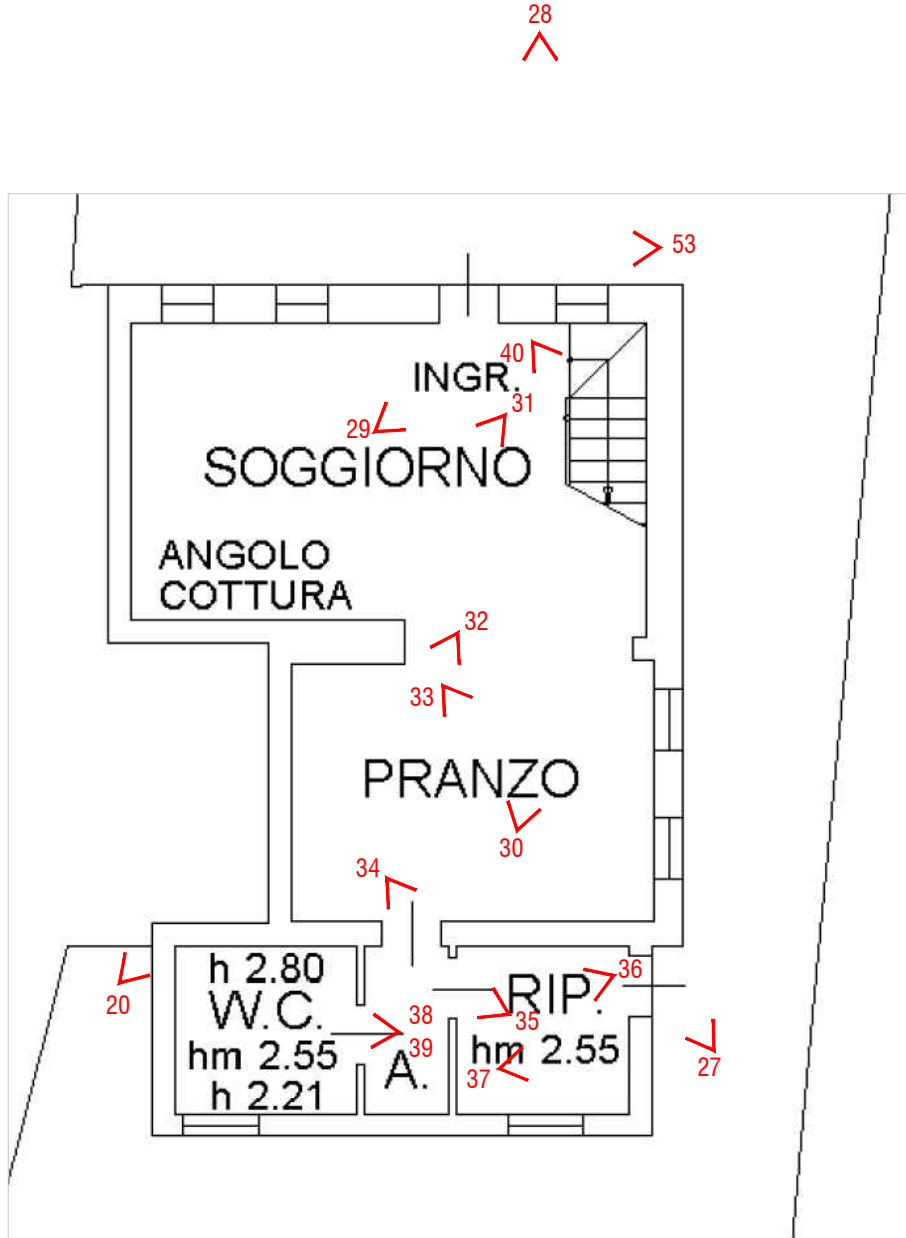 28
53
40
INGR.
31
29
SOGGIORNO
ANGOLO
COTTURA
32
33
PRANZO
30
34
h 2.80
W.C.
hm 2.55
h 2.21
20
38
39
A.
36
RIP.
35
hm 2.55
37
27